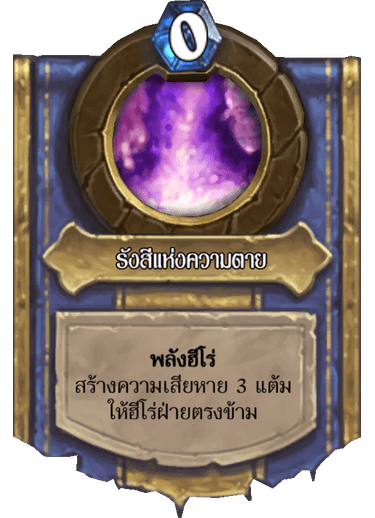 0
รังสีแห่งความตาย
พลังฮีโร่
สร้างความเสียหาย 3 แต้ม
ให้ฮีโร่ฝ่ายตรงข้าม